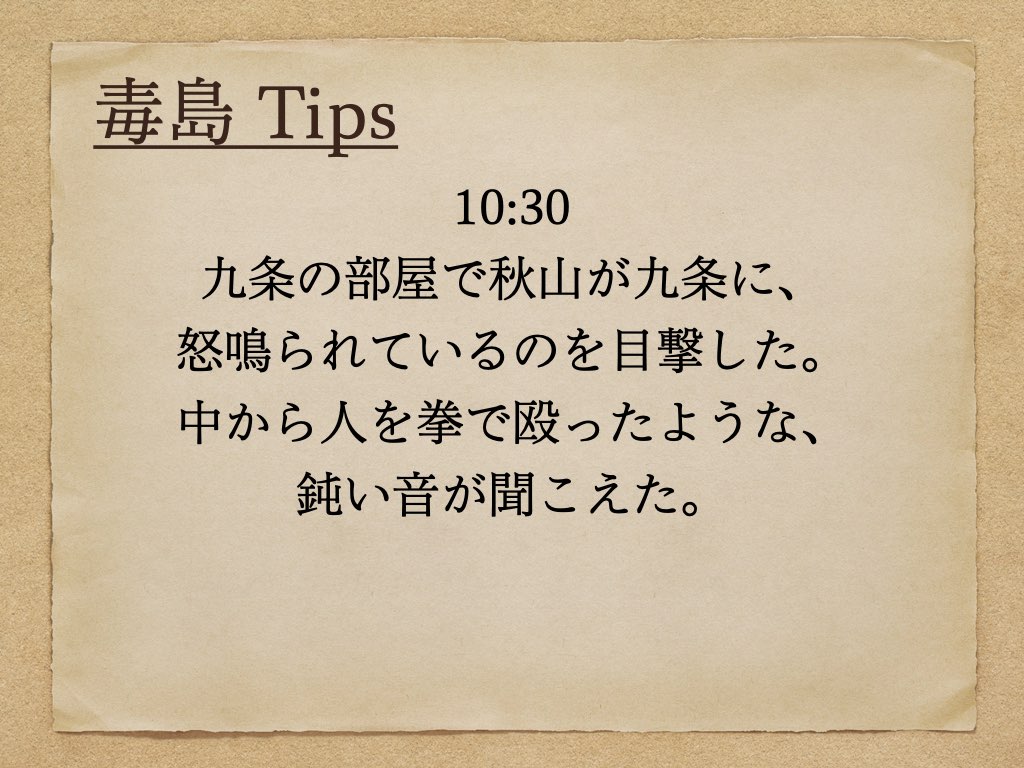 毒島 Tips
10:30
九条の部屋で秋山が九条に、
怒鳴られているのを目撃した。
中から人を拳で殴ったような、
鈍い音が聞こえた。